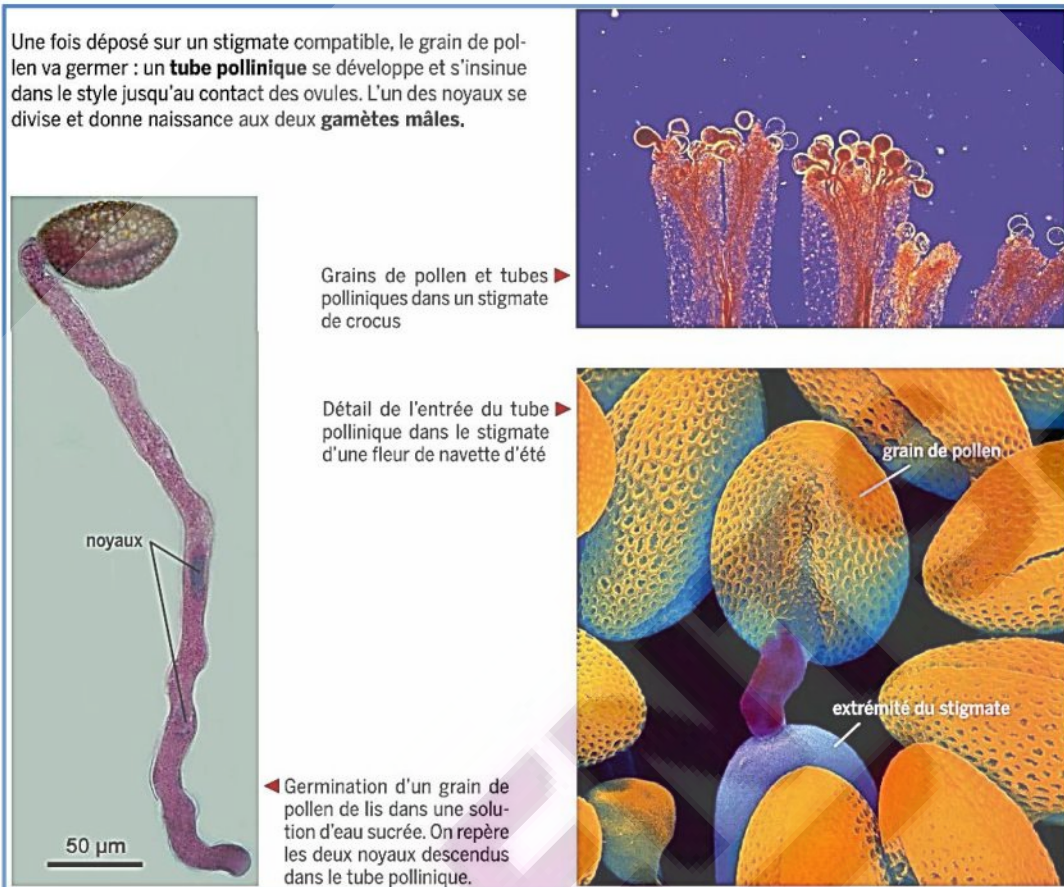 Une fois déposé sur un stigmate compatible, le grain de pol-
len va germer : un tube pollinique se développe et s'insinue
dans le style jusqu'au contact des ovules. L'un des noyaux se
divise et donne naissance aux deux gamètes mâles.
Grains de pollen et tubes
polliniques dans un stigmate
de crocus
Détail de l'entrée du tube
pollinique dans le stigmate
d'une fleur de navette d'été
grain de pollen
noyaux
extrémité du stigmate
Germination d'un grain de
pollen de lis dans une solu-
tion d'eau sucrée. On repère
les deux noyaux descendus
dans le tube pollinique.
50 µm